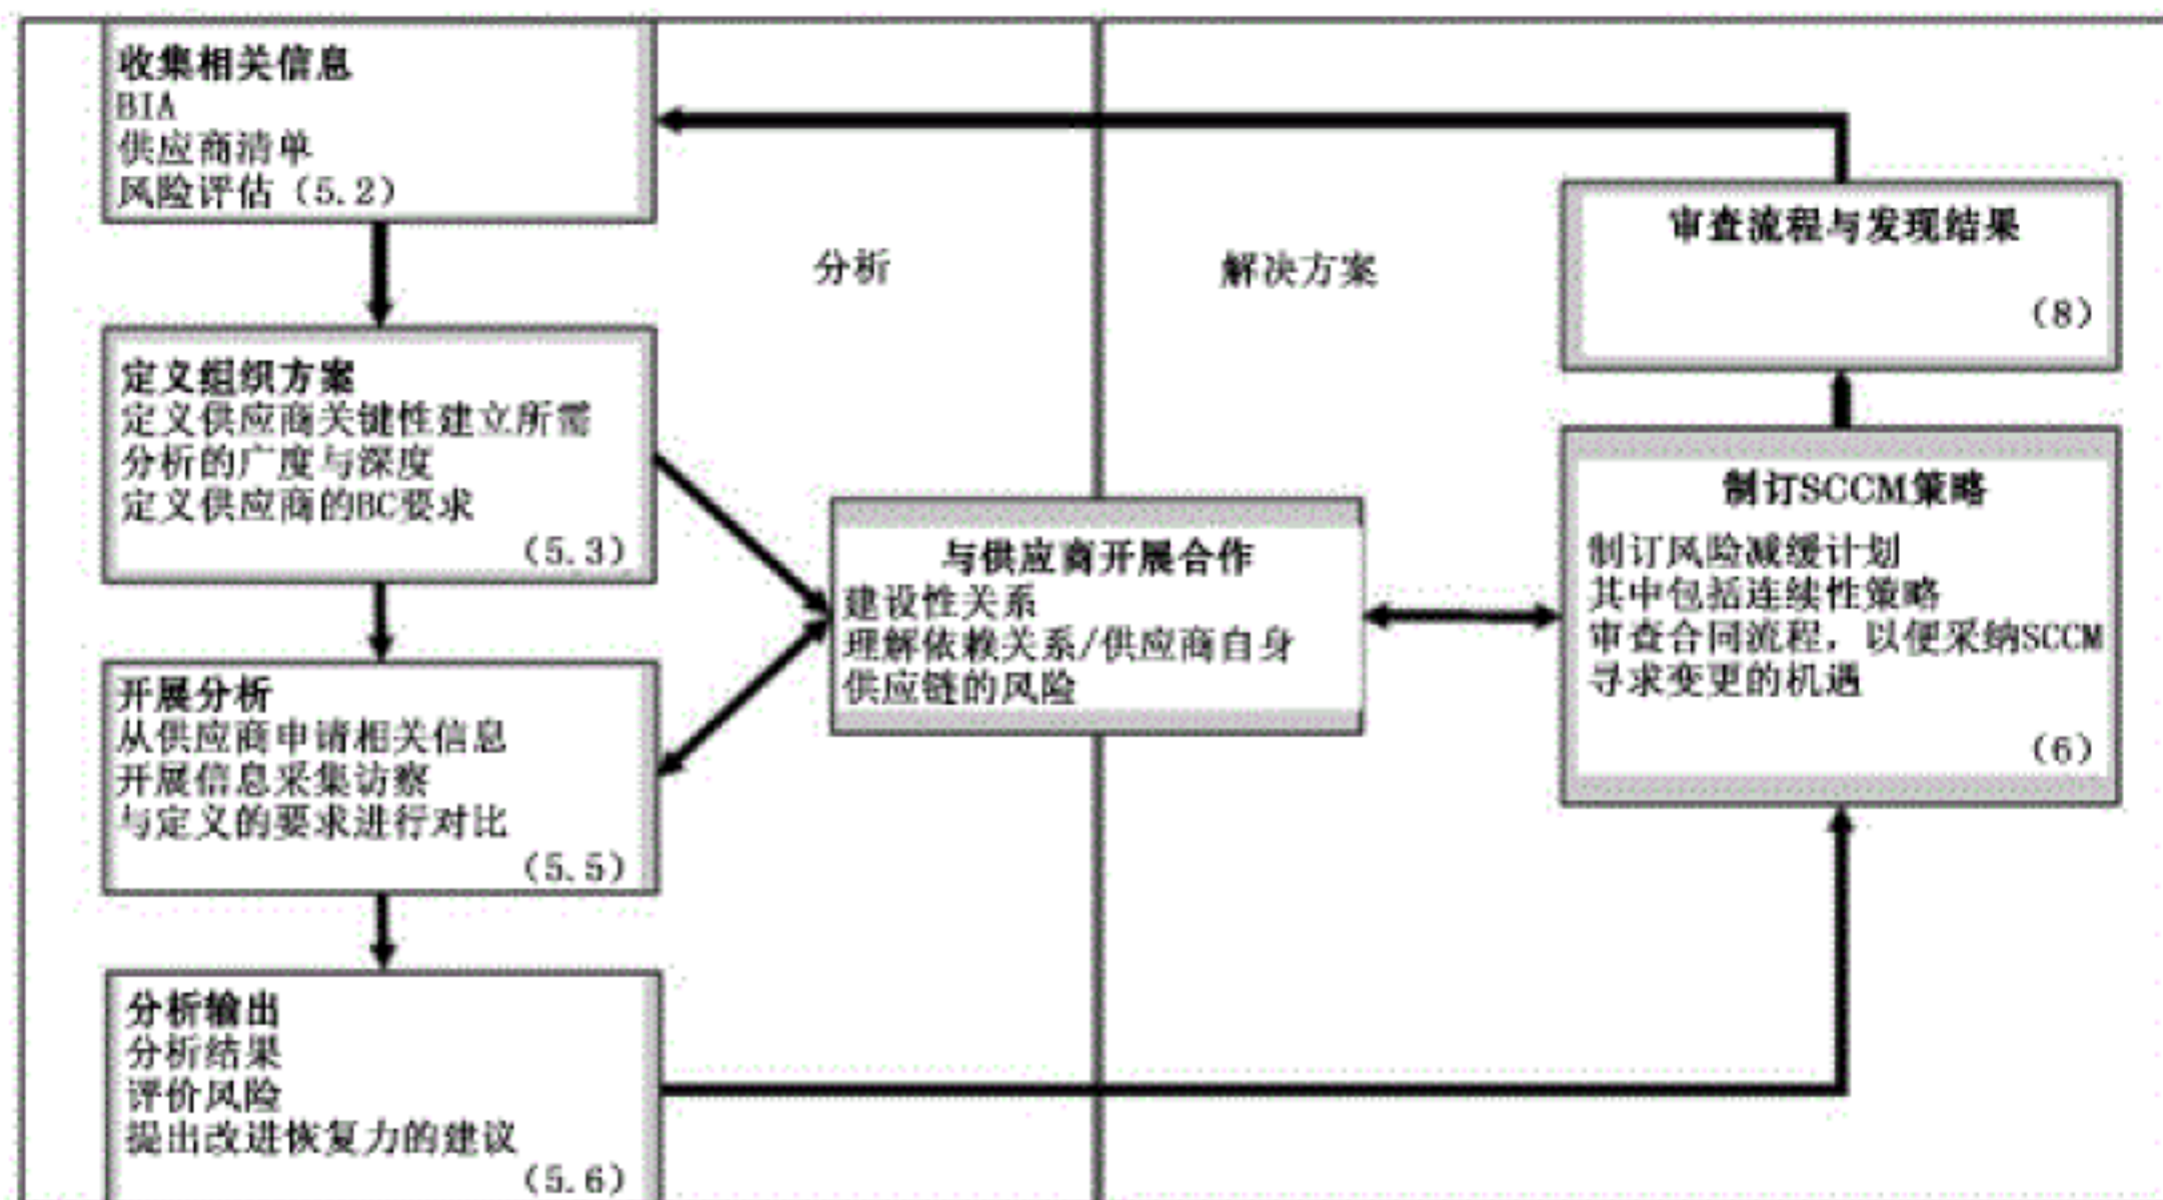 收集相关信息
BIA
供应商清单
风险评估（5.2）
分析
解决方案
审查流程与发现结果
（8）
定义组织方案
定义供应商关键性建立所需
分析的广度与深度
定义供应商的BC要求
（5.3）
与供应商开展合作
建设性关系
理解依赖关系/供应商自身
供应链的风险
制订SCCM策略
制订风险减缓计划
其中包括连续性策略
审查合同流程，以便采纳SCCM
寻求变更的机遇
（6）
开展分析
从供应商申请相关信息
开展信息采集访察
与定义的要求进行对比
（5.5）
分析输出
分析结果
评价风险
提出改进恢复力的建议
（5.6）